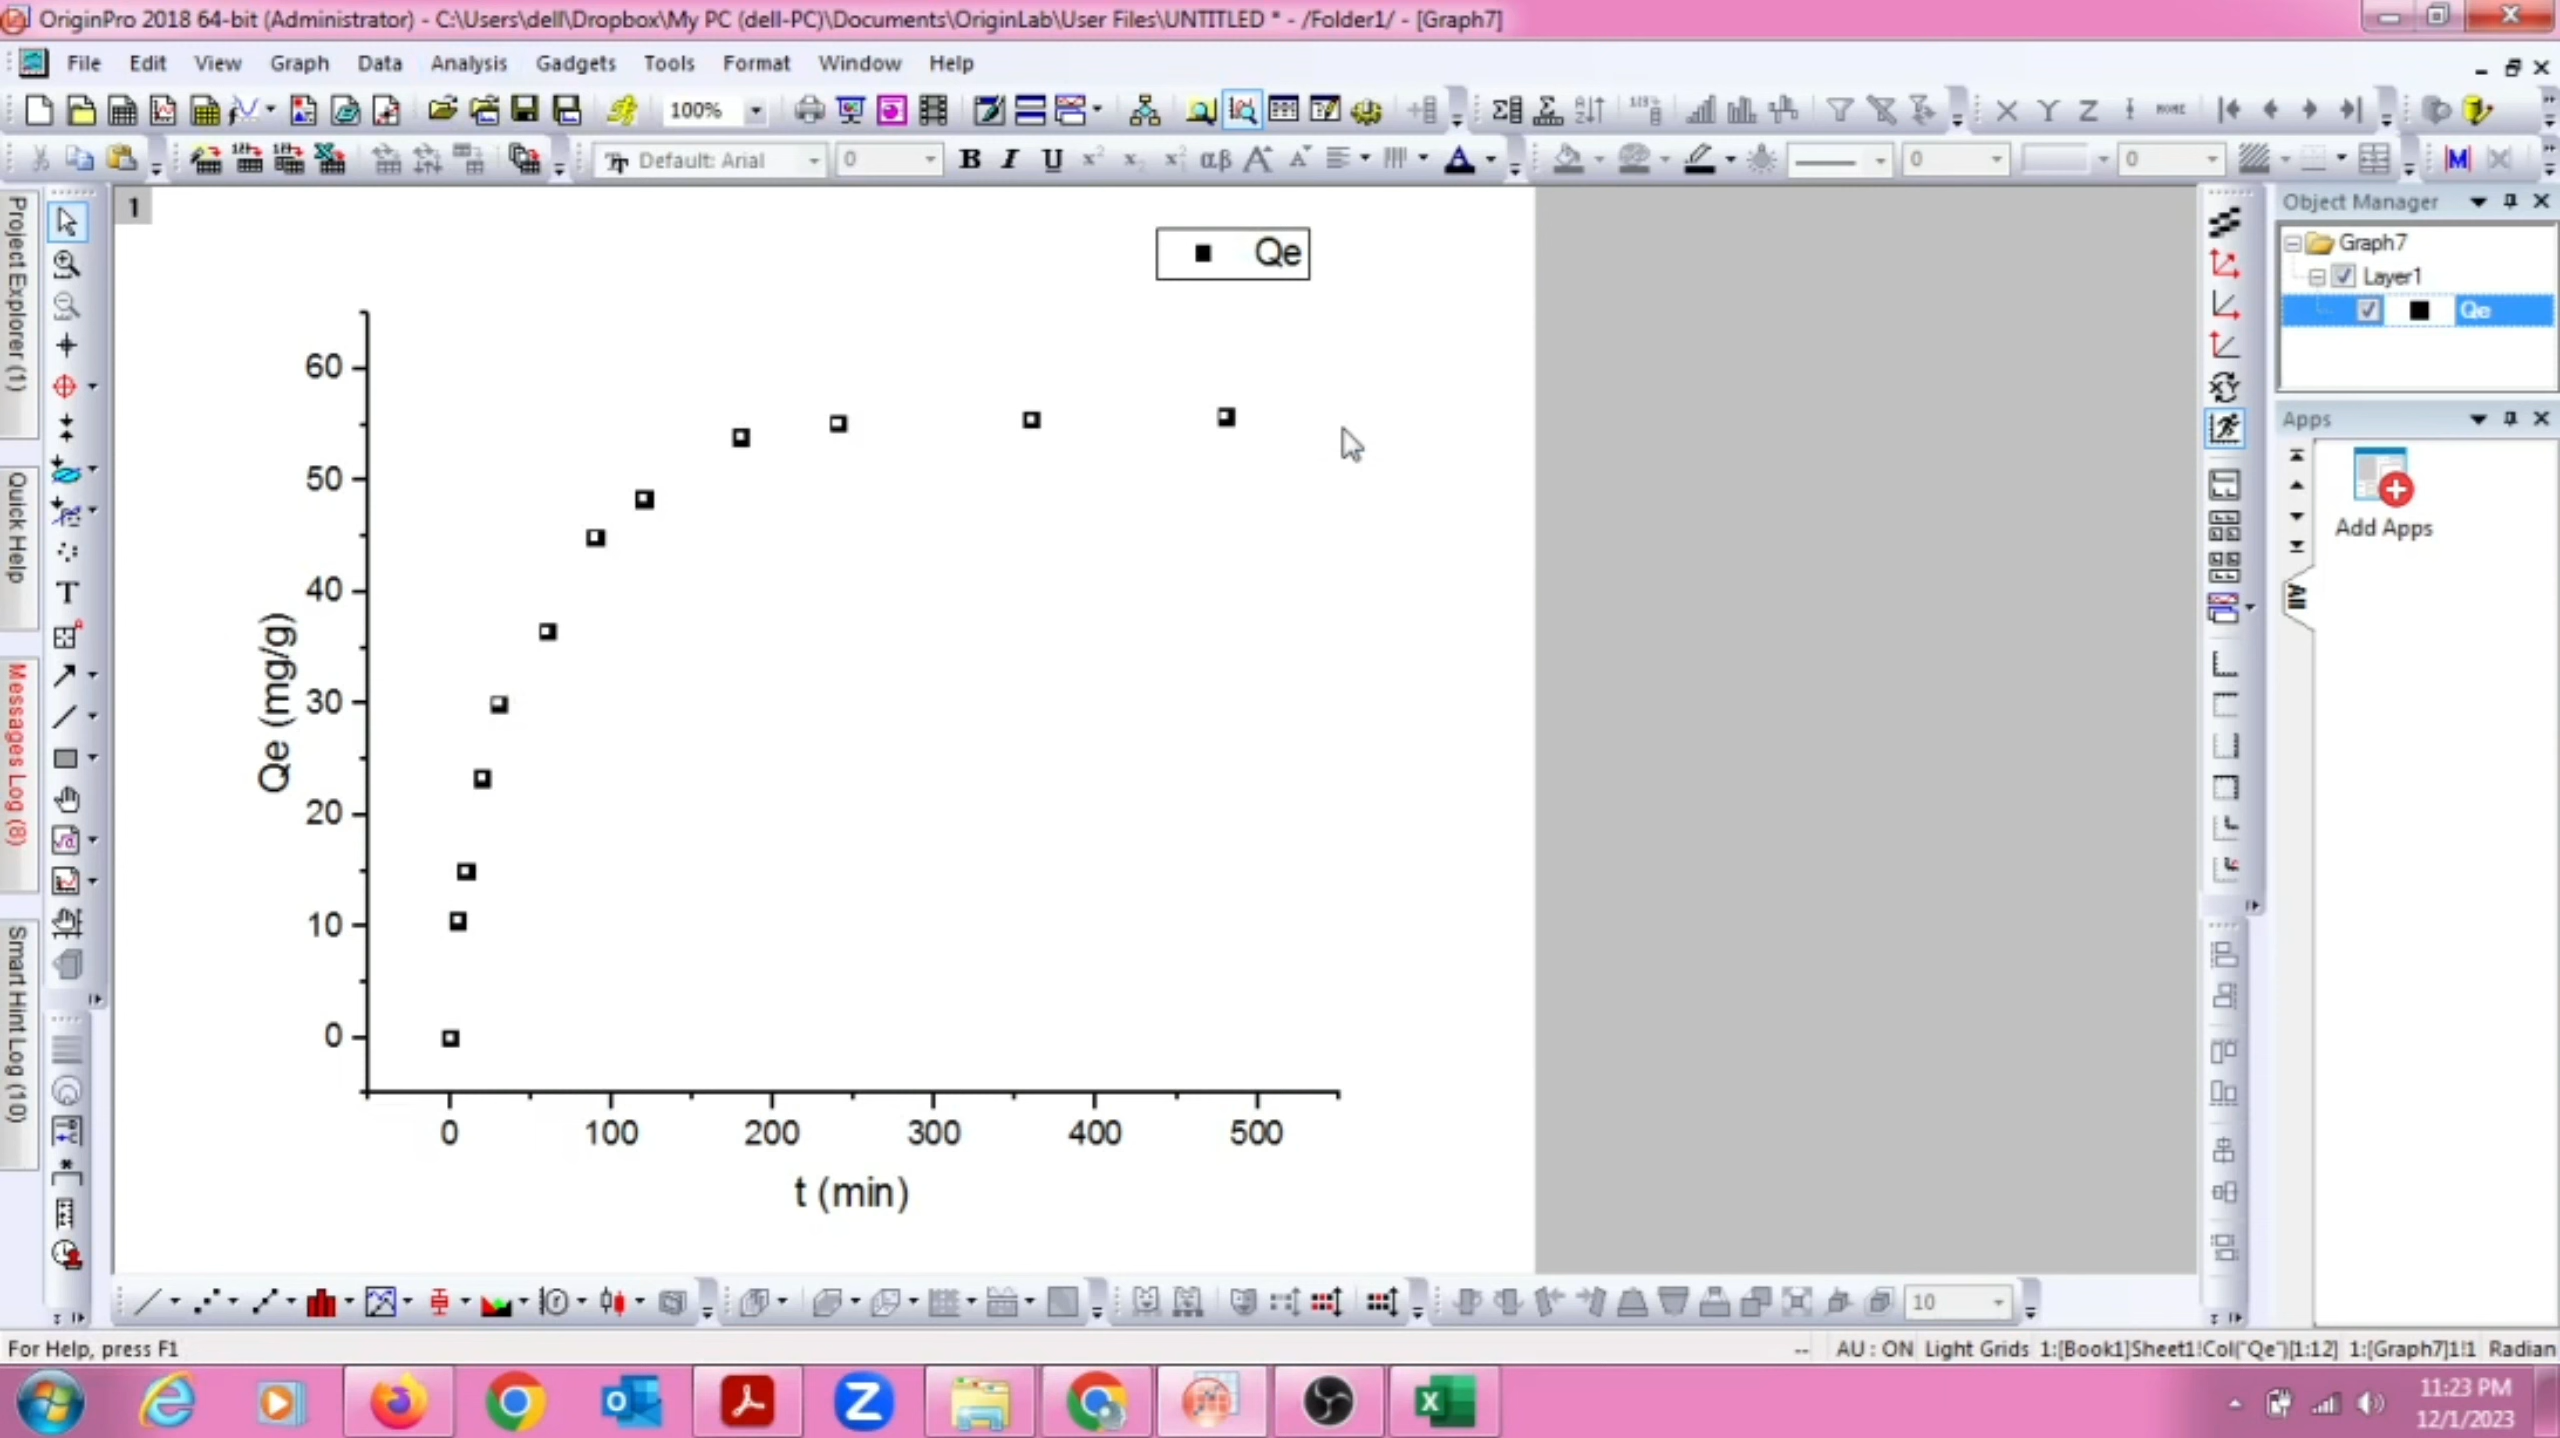 OriginPro 2018 64-bit (Administrator) - C:\Users\dell\Dropbox\My PC (dell-PC)\Documents\OriginLab\User Files\UNTITLED * - /Folder1/ - [Graph7]
File Edit View Graph Data Analysis Gadgets Tools Format Window Help
100%
X Y Z HOME
Default: Arial 0 B I U αβ A A A 0 0 M
Project Explorer (1)
Quick Help
Messages Log (8)
Smart Hint Log (10)
T
1
Qe
60
50
40
30
20
10
0
Qe (mg/g)
0 100 200 300 400 500
t (min)
Object Manager
Graph7
Layer1
Qe
Apps
Add Apps
All
10
For Help, press F1
-- AU : ON Light Grids 1:[Book1]Sheet1!Col("Qe")[1:12] 1:[Graph7]1!1 Radian
11:23 PM
12/1/2023